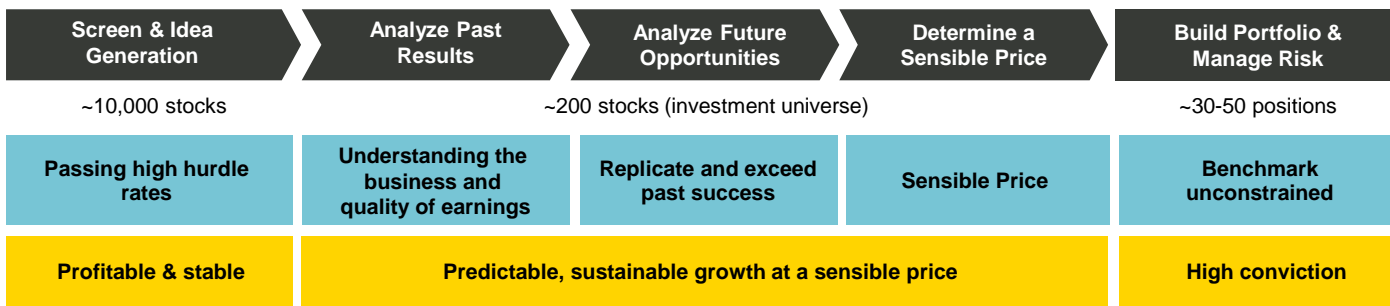 Screen & Idea
Generation
Analyze Past
Results
Analyze Future
Opportunities
Determine a
Sensible Price
Build Portfolio &
Manage Risk
~10,000 stocks
~200 stocks (investment universe)
~30-50 positions
Passing high hurdle
rates
Understanding the
business and
quality of earnings
Replicate and exceed
past success
Sensible Price
Benchmark
unconstrained
Profitable & stable
Predictable, sustainable growth at a sensible price
High conviction